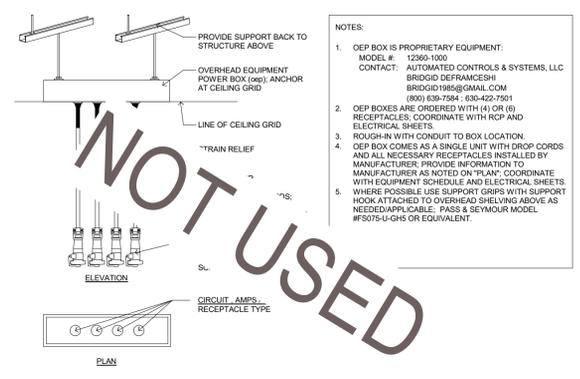 PROVIDE SUPPORT BACK TO
STRUCTURE ABOVE
OVERHEAD EQUIPMENT
POWER BOX (oep); ANCHOR
AT CEILING GRID
LINE OF CEILING GRID
STRAIN RELIEF
ELEVATION
CIRCUIT, AMPS,
RECEPTACLE TYPE
PLAN
NOT USED
NOTES:
1. OEP BOX IS PROPRIETARY EQUIPMENT:
MODEL #: 12360-1000
CONTACT: AUTOMATED CONTROLS & SYSTEMS, LLC
BRIDGID DEFRAMCESHI
BRIDGID1985@GMAIL.COM
(800) 639-7584 ; 630-422-7501
2. OEP BOXES ARE ORDERED WITH (4) OR (6)
RECEPTACLES; COORDINATE WITH RCP AND
ELECTRICAL SHEETS.
3. ROUGH-IN WITH CONDUIT TO BOX LOCATION.
4. OEP BOX COMES AS A SINGLE UNIT WITH DROP CORDS
AND ALL NECESSARY RECEPTACLES INSTALLED BY
MANUFACTURER; PROVIDE INFORMATION TO
MANUFACTURER AS NOTED ON "PLAN"; COORDINATE
WITH EQUIPMENT SCHEDULE AND ELECTRICAL SHEETS.
5. WHERE POSSIBLE USE SUPPORT GRIPS WITH SUPPORT
HOOK ATTACHED TO OVERHEAD SHELVING ABOVE AS
NEEDED/APPLICABLE; PASS & SEYMOUR MODEL
#FS075-U-GH5 OR EQUIVALENT.